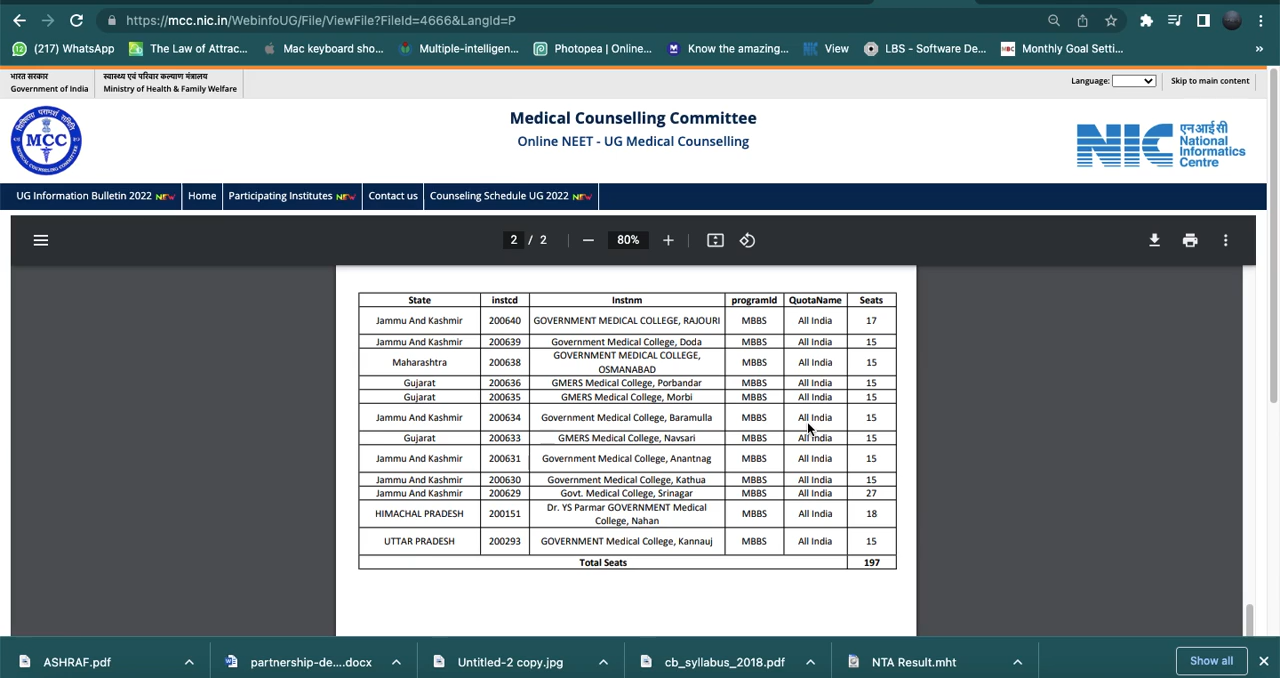 https://mcc.nic.in/WebinfoUG/File/ViewFile?FileId=4666&LangId=P
(217) WhatsApp The Law of Attrac... Mac keyboard sho... Multiple-intelligen... Photopea | Online... Know the amazing... View LBS - Software De... Monthly Goal Setti... »
भारत सरकार स्वास्थ्य एवं परिवार कल्याण मंत्रालय
Government of India Ministry of Health & Family Welfare Language: Skip to main content
Medical Counselling Committee
Online NEET - UG Medical Counselling
MCC
NIC एनआईसी
National
Informatics
Centre
UG Information Bulletin 2022 NEW Home Participating Institutes NEW Contact us Counseling Schedule UG 2022 NEW
2 / 2 80%
State instcd Instnm programId QuotaName Seats
Jammu And Kashmir 200640 GOVERNMENT MEDICAL COLLEGE, RAJOURI MBBS All India 17
Jammu And Kashmir 200639 Government Medical College, Doda MBBS All India 15
Maharashtra 200638 GOVERNMENT MEDICAL COLLEGE, OSMANABAD MBBS All India 15
Gujarat 200636 GMERS Medical College, Porbandar MBBS All India 15
Gujarat 200635 GMERS Medical College, Morbi MBBS All India 15
Jammu And Kashmir 200634 Government Medical College, Baramulla MBBS All India 15
Gujarat 200633 GMERS Medical College, Navsari MBBS All India 15
Jammu And Kashmir 200631 Government Medical College, Anantnag MBBS All India 15
Jammu And Kashmir 200630 Government Medical College, Kathua MBBS All India 15
Jammu And Kashmir 200629 Govt. Medical College, Srinagar MBBS All India 27
HIMACHAL PRADESH 200151 Dr. YS Parmar GOVERNMENT Medical College, Nahan MBBS All India 18
UTTAR PRADESH 200293 GOVERNMENT Medical College, Kannauj MBBS All India 15
Total Seats 197
ASHRAF.pdf partnership-de....docx Untitled-2 copy.jpg cb_syllabus_2018.pdf NTA Result.mht Show all